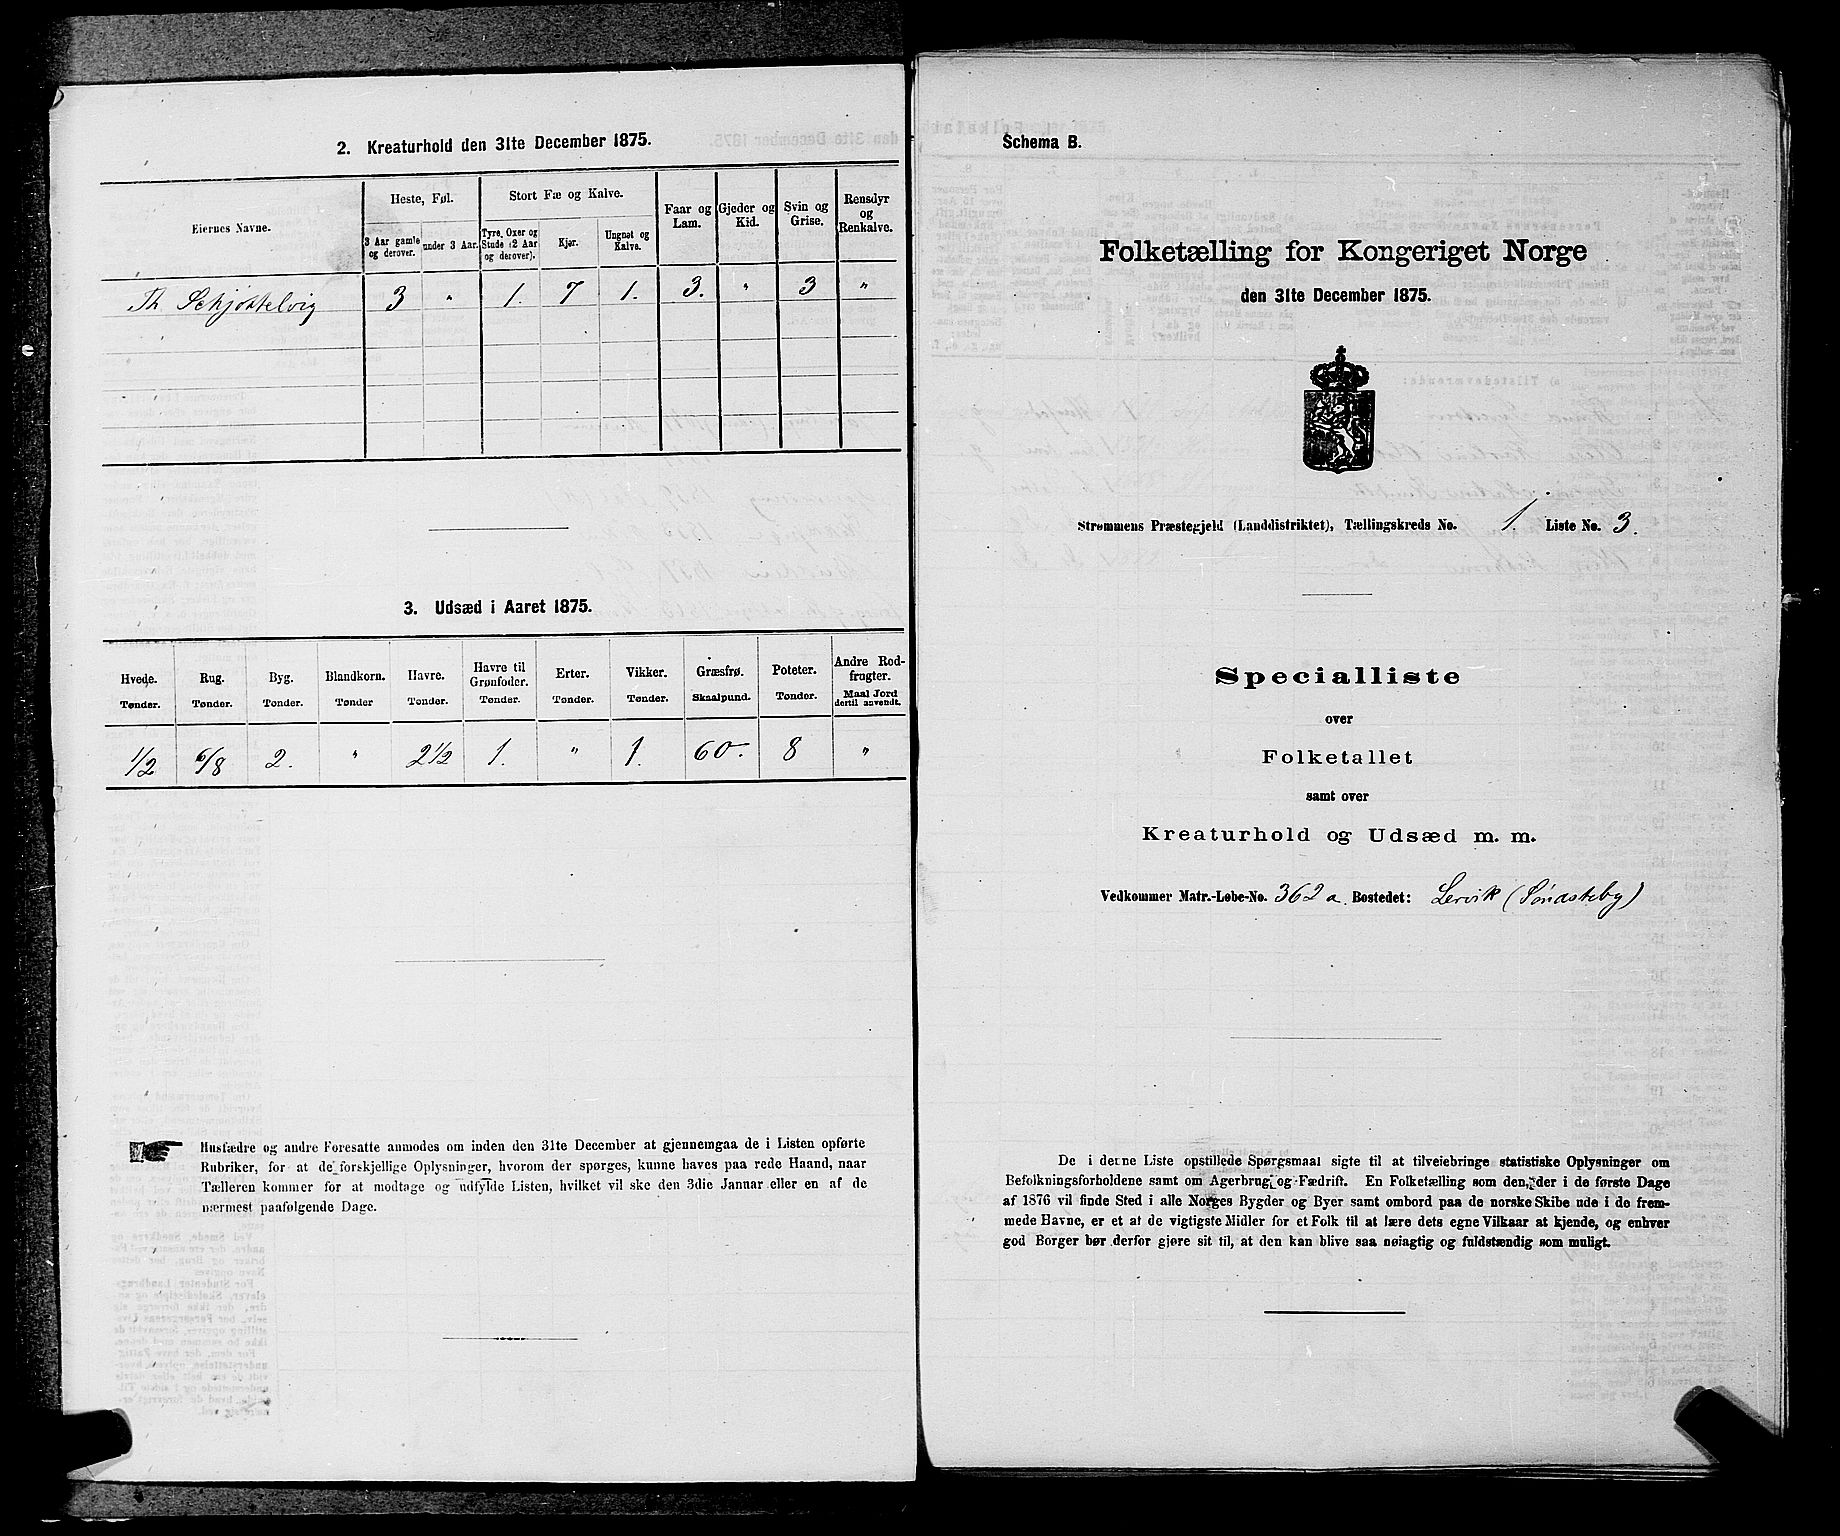 2. Kreaturhold den 31te December 1875.
Eiernes Navne.
Heste, Føl.
Stort Fæ og Kalve.
Faar og Lam.
Gjeder og Kid.
Svin og Grise.
Rensdyr og Renkalve.
3 Aar gamle og derover.
under 3 Aar.
Tyre, Oxer og Stude (2 Aar og derover).
Kjør.
Ungnøt og Kalve.
Th. Schjøttelvig 3 " 1. 7 1. 3. " 3 "
3. Udsæd i Aaret 1875.
Hvede. Rug. Byg. Blandkorn. Havre. Havre til Grønfoder. Erter. Vikker. Græsfrø. Poteter. Andre Rodfrugter.
Tønder. Tønder. Tønder. Tønder Tønder. Tønder. Tønder. Tønder. Skaalpund. Tønder. Maal Jord dertil anvendt.
1/2 6/8 2. " 2 1/2 1. " 1. 60. 8 "
Husfædre og andre Foresatte anmodes om inden den 31te December at gjennemgaa de i Listen opførte
Rubriker, for at de forskjellige Oplysninger, hvorom der spørges, kunne haves paa rede Haand, naar
Tælleren kommer for at modtage og udfylde Listen, hvilket vil ske den 3die Januar eller en af de
nærmest paafølgende Dage.
Schema B.
Folketælling for Kongeriget Norge
den 31te December 1875.
Strømmens Præstegjeld (Landdistriktet), Tællingskreds No. 1. Liste No. 3.
Specialliste
over
Folketallet
samt over
Kreaturhold og Udsæd m. m.
Vedkommer Matr.-Løbe-No. 362 a. Bostedet: Lervik (Søndsteby)
De i denne Liste opstillede Spørgsmaal sigte til at tilveiebringe statistiske Oplysninger om
Befolkningsforholdene samt om Agerbrug og Fædrift. En Folketælling som den, der i de første Dage
af 1876 vil finde Sted i alle Norges Bygder og Byer samt ombord paa de norske Skibe ude i de frem-
mede Havne, er et af de vigtigste Midler for et Folk til at lære dets egne Vilkaar at kjende, og enhver
god Borger bør derfor gjøre sit til, at den kan blive saa nøiagtig og fuldstændig som muligt.